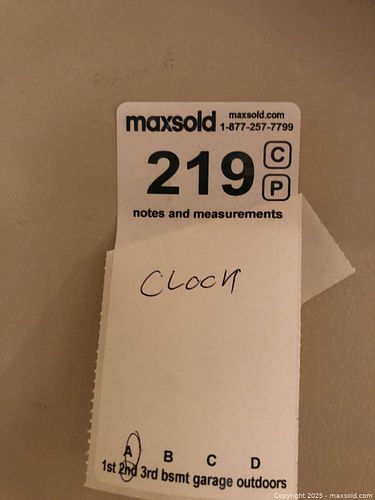 maxsold maxsold.com
1-877-257-7799
219 C
P
notes and measurements
CLOCK
A B C D
1st 2nd 3rd bsmt garage outdoors
Copyright 2025 - maxsold.com